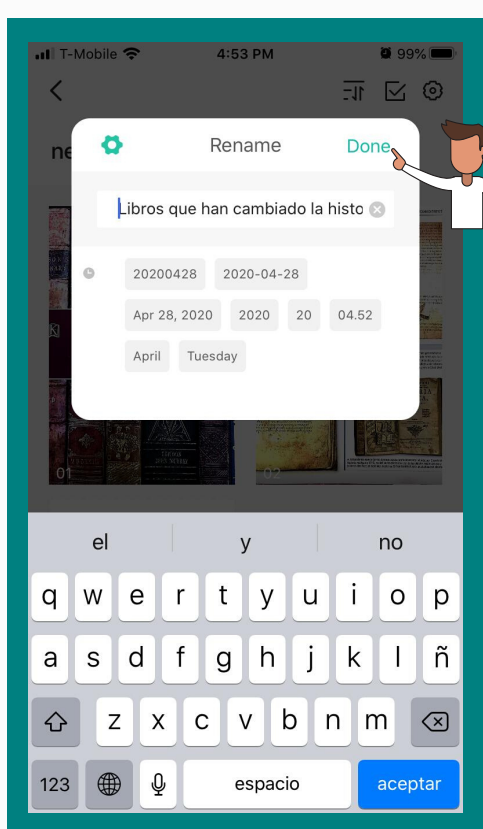 T-Mobile 4:53 PM 99%
ne
Rename Done
Libros que han cambiado la histo
20200428 2020-04-28
Apr 28, 2020 2020 20 04.52
April Tuesday
01 02
el y no
q w e r t y u i o p
a s d f g h j k l ñ
z x c v b n m
123 espacio aceptar